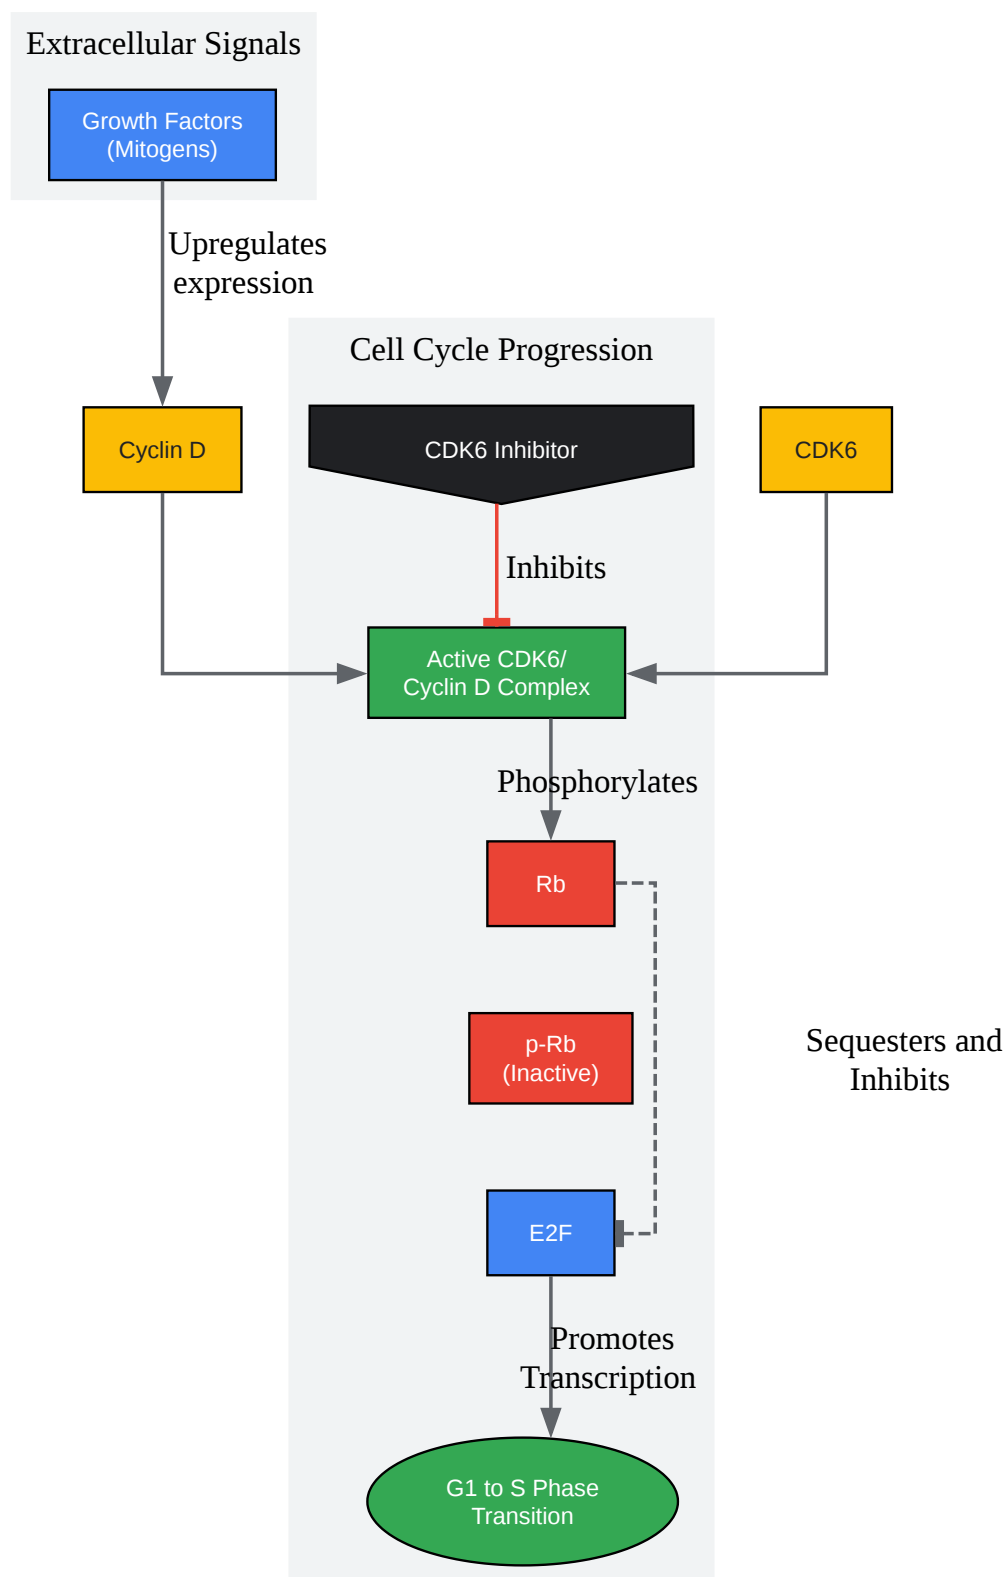 Extracellular Signals
Growth Factors
(Mitogens)
Upregulates
expression
Cell Cycle Progression
Cyclin D
CDK6 Inhibitor
CDK6
Inhibits
Active CDK6/
Cyclin D Complex
Phosphorylates
Rb
p-Rb
(Inactive)
Sequesters and
Inhibits
E2F
Promotes
Transcription
G1 to S Phase
Transition